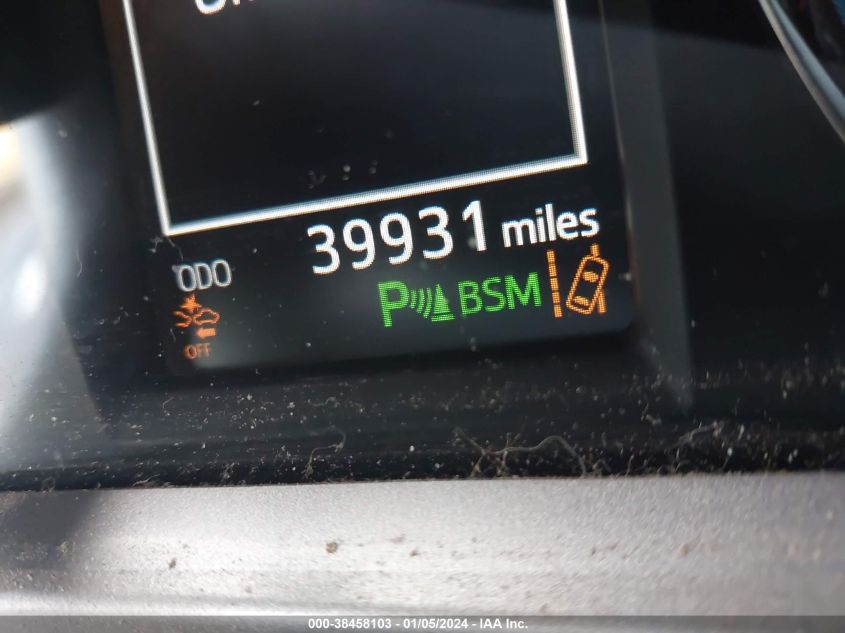 39931 miles
ODO
P BSM
OFF
000-38458103 - 01/05/2024 - IAA Inc.